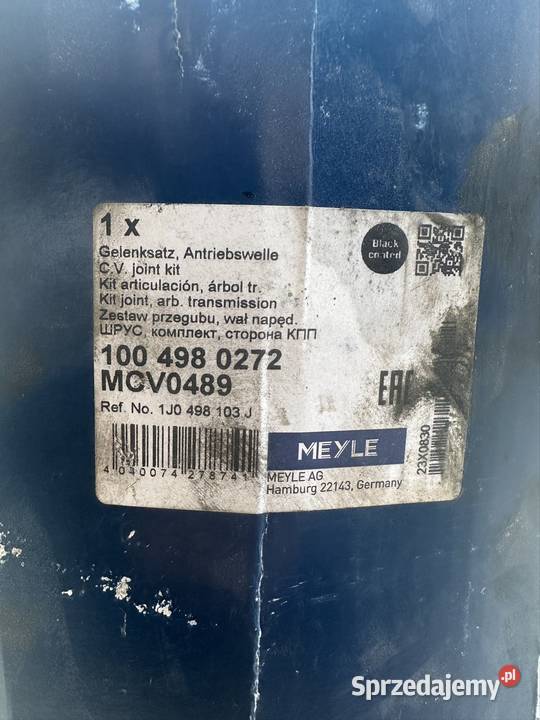 1 x
Gelenksatz, Antriebswelle
C.V. joint kit
Kit articulación, árbol tr.
Kit joint, arb. transmission
Zestaw przegubu, wał napęd.
ШРУС, комплект, сторона КПП
100 498 0272
MCV0489
Ref. No. 1J0 498 103 J
4 040074 278741
Black
coated
EAC
23X0830
MEYLE
MEYLE AG
Hamburg 22143, Germany
Sprzedajemy.pl